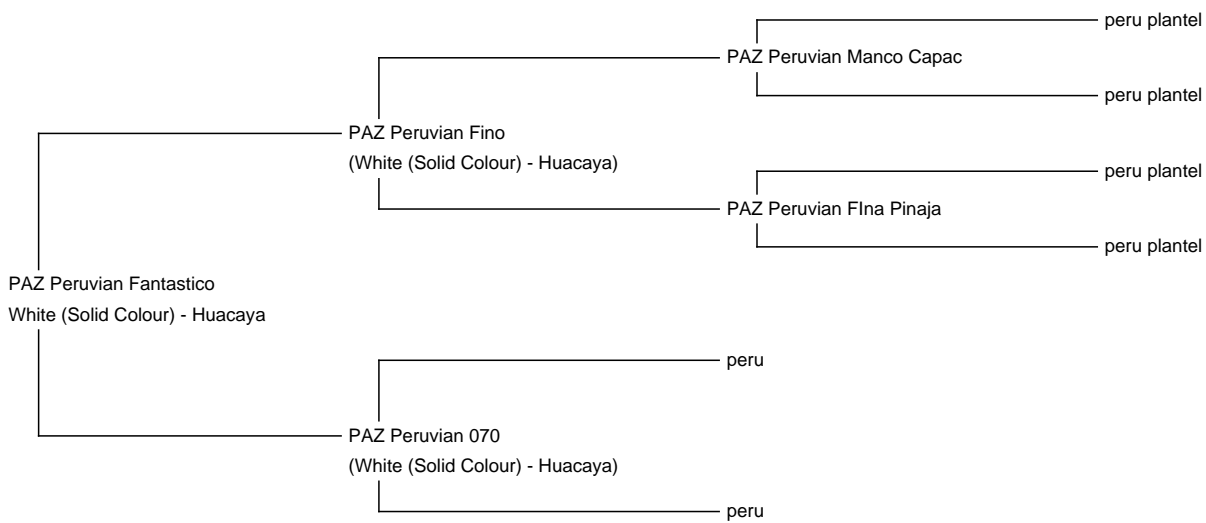 peru plantel
PAZ Peruvian Manco Capac
peru plantel
PAZ Peruvian Fino
(White (Solid Colour) - Huacaya)
peru plantel
PAZ Peruvian FIna Pinaja
peru plantel
PAZ Peruvian Fantastico
White (Solid Colour) - Huacaya
peru
PAZ Peruvian 070
(White (Solid Colour) - Huacaya)
peru